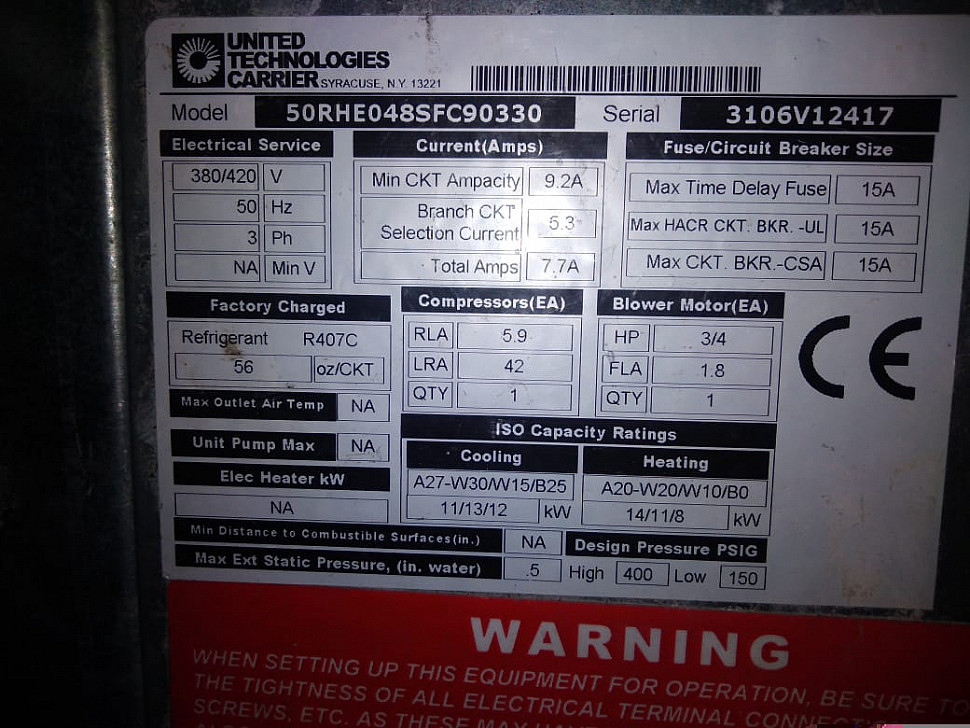 UNITED
TECHNOLOGIES
CARRIER SYRACUSE, N.Y. 13221
Model 50RHE048SFC90330 Serial 3106V12417
Electrical Service
380/420 V
50 Hz
3 Ph
NA Min V
Current(Amps)
Min CKT Ampacity 9.2A
Branch CKT
Selection Current 5.3
Total Amps 7.7A
Fuse/Circuit Breaker Size
Max Time Delay Fuse 15A
Max HACR CKT. BKR. -UL 15A
Max CKT. BKR.-CSA 15A
Factory Charged
Refrigerant R407C
56 oz/CKT
Max Outlet Air Temp NA
Unit Pump Max NA
Elec Heater kW
NA
Compressors(EA)
RLA 5.9
LRA 42
QTY 1
Blower Motor(EA)
HP 3/4
FLA 1.8
QTY 1
CE
ISO Capacity Ratings
Cooling
A27-W30/W15/B25
11/13/12 kW
Heating
A20-W20/W10/B0
14/11/8 kW
Min Distance to Combustible Surfaces(in.) NA
Max Ext Static Pressure, (in. water) .5
Design Pressure PSIG
High 400 Low 150
WARNING
WHEN SETTING UP THIS EQUIPMENT FOR OPERATION, BE SURE TO
THE TIGHTNESS OF ALL ELECTRICAL TERMINAL
SCREWS, ETC. AS THESE MAY